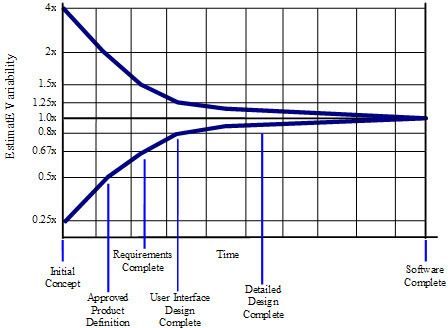 4x
2x
1.5x
1.25x
1.0x
0.8x
0.67x
0.5x
0.25x
EstimatE Variability
Time
Initial
Concept
Approved
Product
Definition
Requirements
Complete
User Interface
Design
Complete
Detailed
Design
Complete
Software
Complete